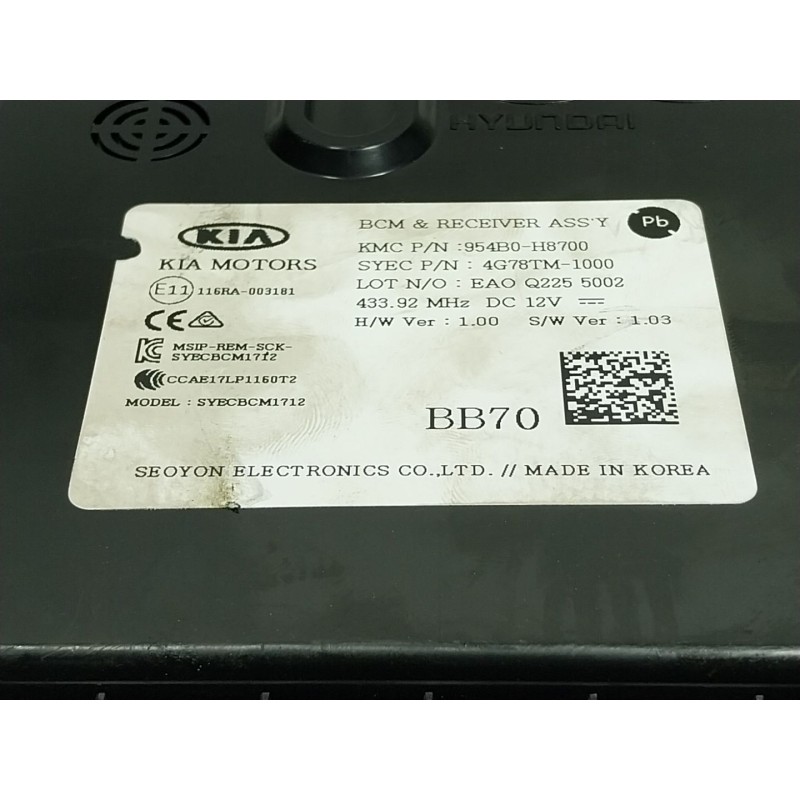 HYUNDAI
KIA
KIA MOTORS
E11 116RA-003181
CE
MSIP-REM-SCK-
SYECBCM1712
CCAE17LP1160T2
MODEL : SYECBCM1712
BCM & RECEIVER ASS'Y
Pb
KMC P/N : 954B0-H8700
SYEC P/N : 4G78TM-1000
LOT N/O : EAO Q225 5002
433.92 MHz DC 12V
H/W Ver : 1.00 S/W Ver : 1.03
BB70
SEOYON ELECTRONICS CO.,LTD. // MADE IN KOREA